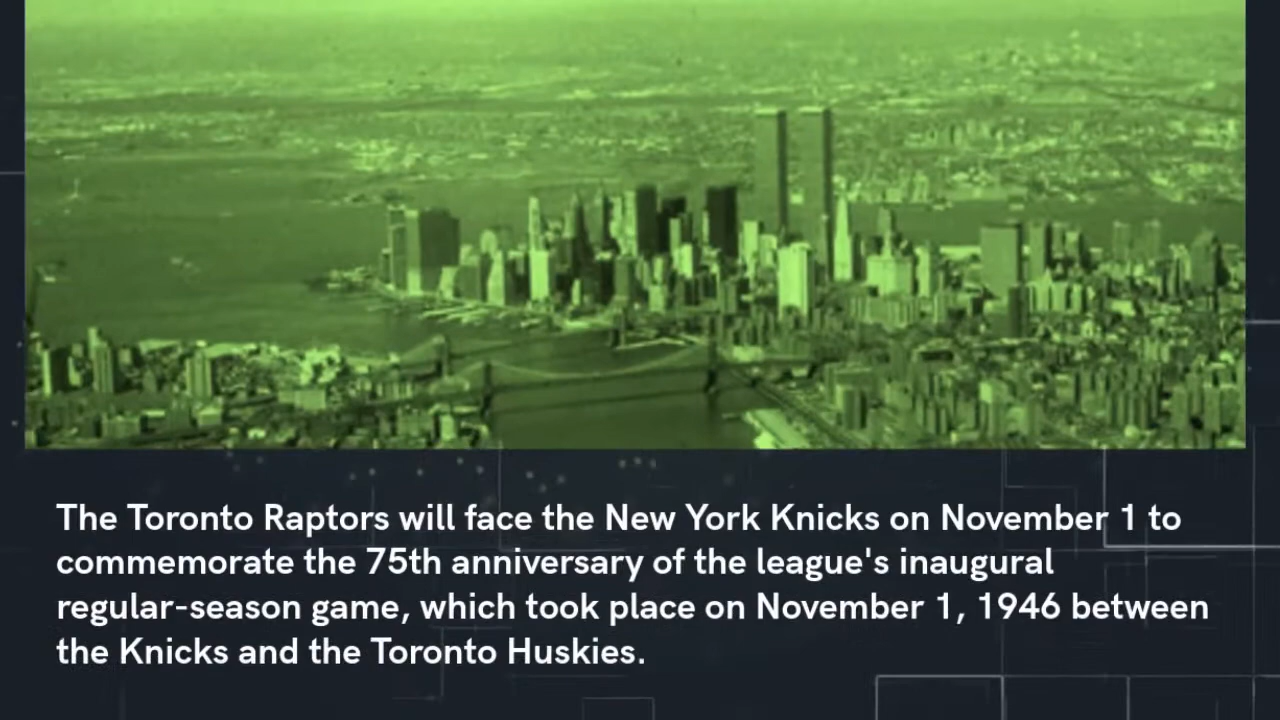 The Toronto Raptors will face the New York Knicks on November 1 to
commemorate the 75th anniversary of the league's inaugural
regular-season game, which took place on November 1, 1946 between
the Knicks and the Toronto Huskies.